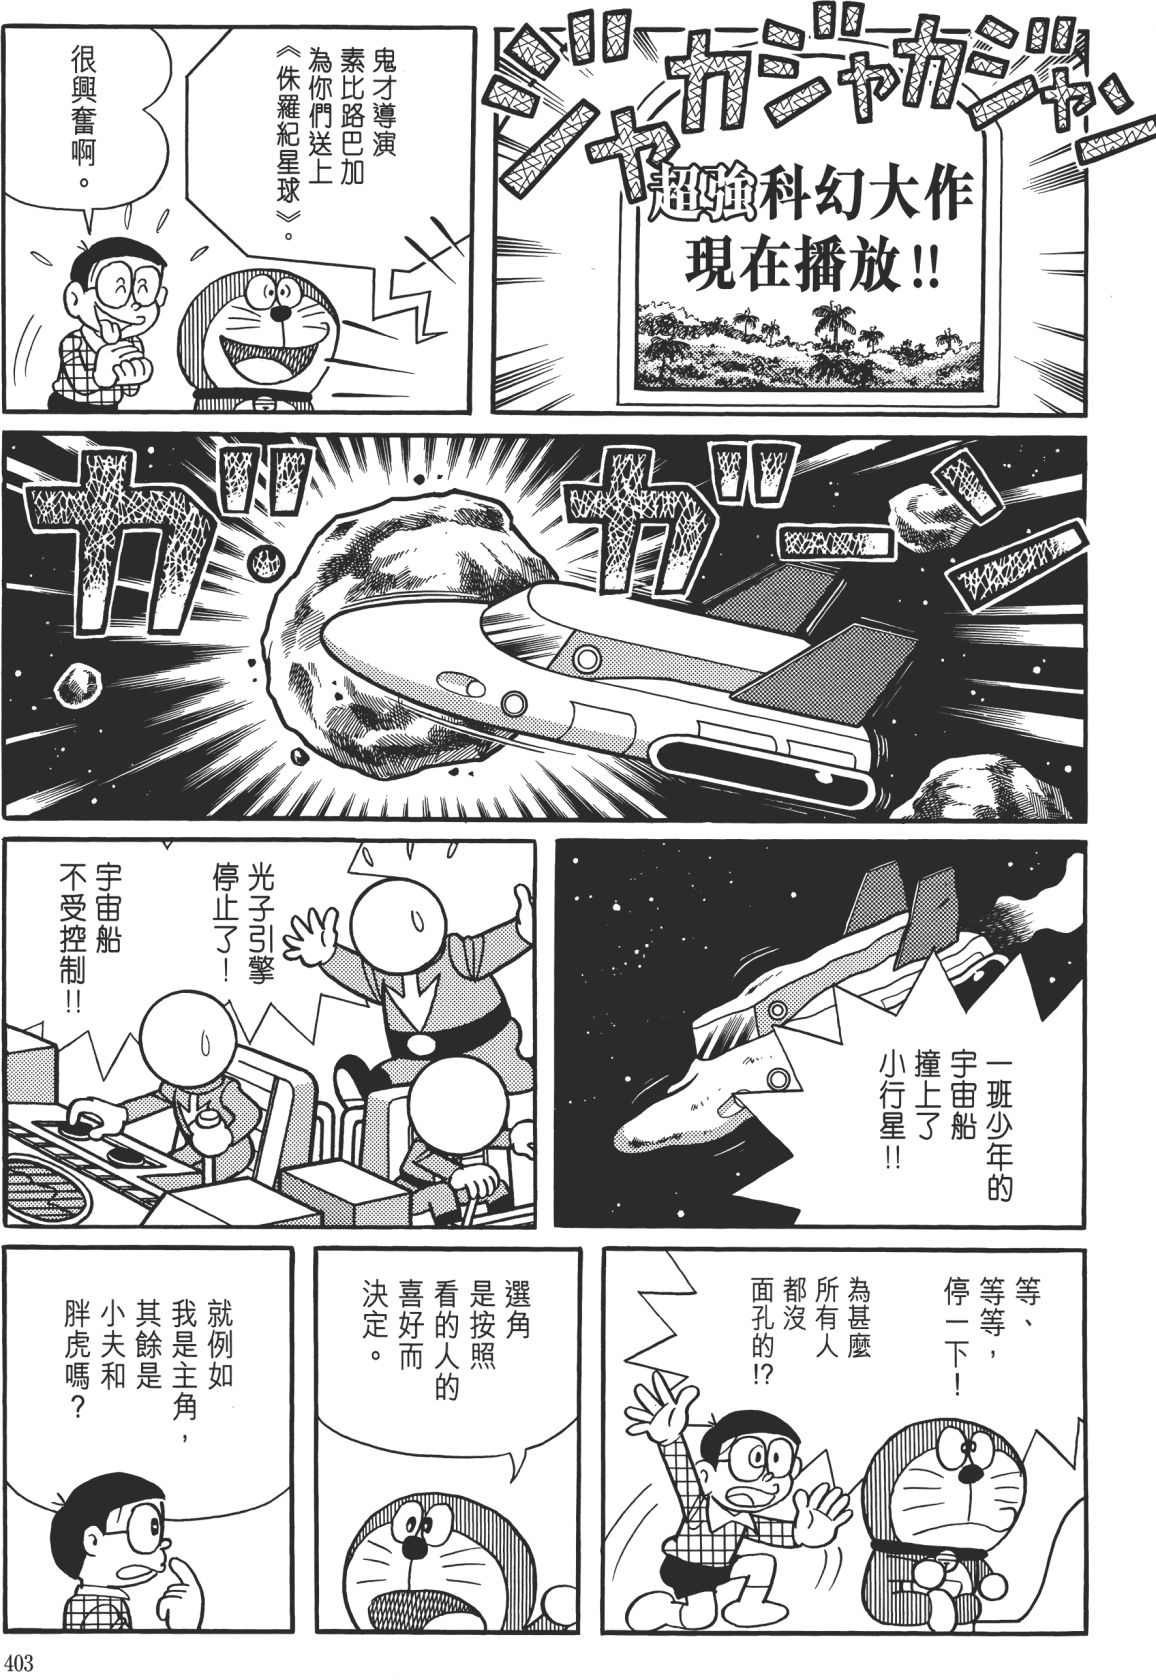 ジャガジャガジャーン
超強科幻大作
現在播放!!
鬼才導演
素比路巴加
為你們送上
《侏羅紀星球》。
很興奮啊。
ガガーン
一班少年的
宇宙船
撞上了
小行星!!
光子引擎
停止了！
宇宙船
不受控制!!
等、
等等，
停一下！
為甚麼
所有人
都沒
面孔的!?
選角
是按照
看的人的
喜好而
決定。
就例如
我是主角，
其餘是
小夫和
胖虎嗎？
403